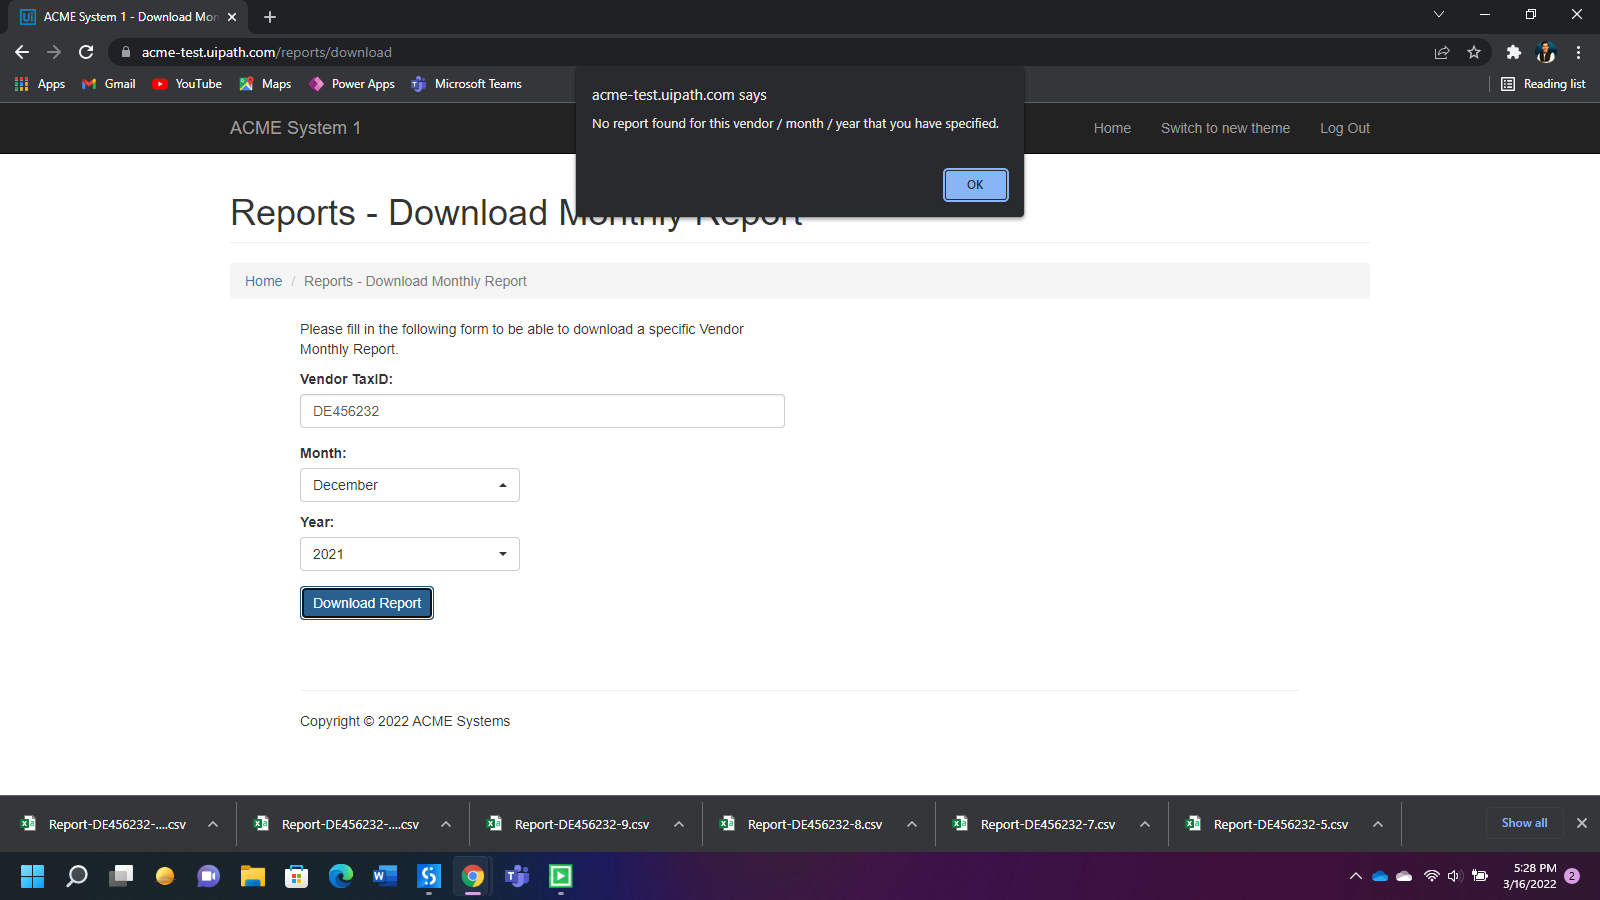 ACME System 1 - Download Mon
acme-test.uipath.com/reports/download
Apps
Gmail
YouTube
Maps
Power Apps
Microsoft Teams
Reading list
acme-test.uipath.com says
No report found for this vendor / month / year that you have specified.
OK
ACME System 1
Home
Switch to new theme
Log Out
Reports - Download Monthly Report
Home / Reports - Download Monthly Report
Please fill in the following form to be able to download a specific Vendor
Monthly Report.
Vendor TaxID:
DE456232
Month:
December
Year:
2021
Download Report
Copyright © 2022 ACME Systems
Report-DE456232-....csv
Report-DE456232-....csv
Report-DE456232-9.csv
Report-DE456232-8.csv
Report-DE456232-7.csv
Report-DE456232-5.csv
Show all
5:28 PM
3/16/2022
2